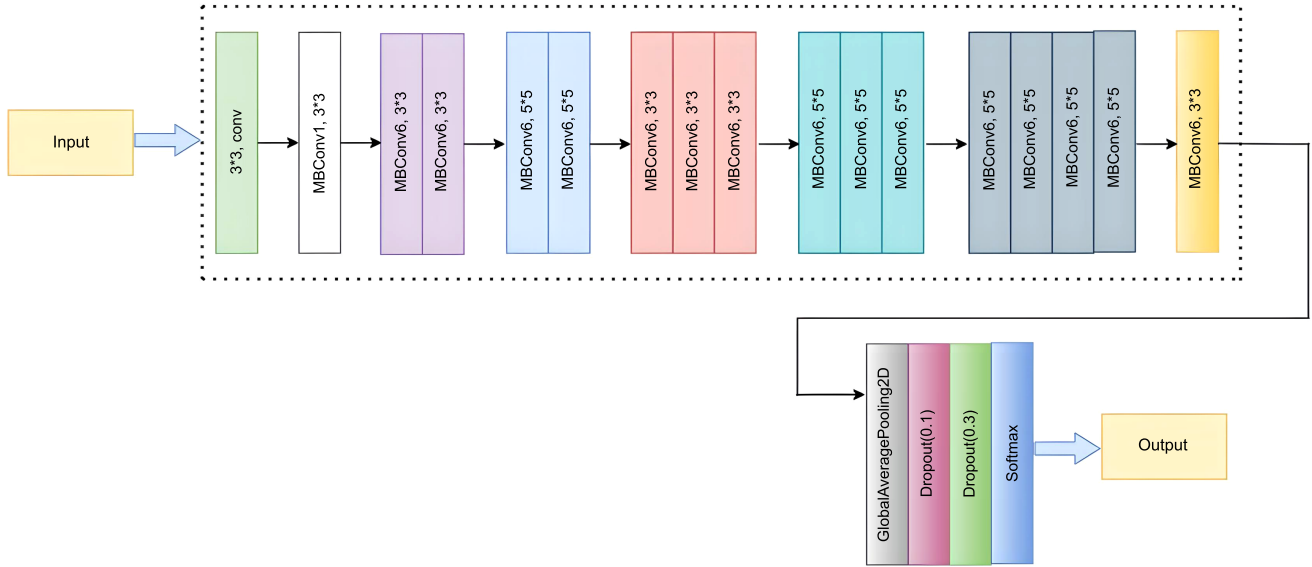 Input
3*3, conv
MBConv1, 3*3
MBConv6, 3*3
MBConv6, 3*3
MBConv6, 5*5
MBConv6, 5*5
MBConv6, 3*3
MBConv6, 3*3
MBConv6, 3*3
MBConv6, 5*5
MBConv6, 5*5
MBConv6, 5*5
MBConv6, 5*5
MBConv6, 5*5
MBConv6, 5*5
MBConv6, 5*5
MBConv6, 3*3
GlobalAveragePooling2D
Dropout(0.1)
Dropout(0.3)
Softmax
Output